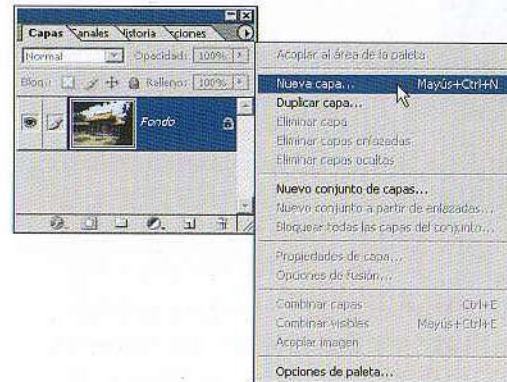 Capas Canales Historia Acciones
Normal Opacidad: 100%
Bloq.: Relleno: 100%
Fondo
Acoplar al área de la paleta
Nueva capa... Mayús+Ctrl+N
Duplicar capa...
Eliminar capa
Eliminar capas enlazadas
Eliminar capas ocultas
Nuevo conjunto de capas...
Nuevo conjunto a partir de enlazadas...
Bloquear todas las capas del conjunto...
Propiedades de capa...
Opciones de fusión...
Combinar capas Ctrl+E
Combinar visibles Mayús+Ctrl+E
Acoplar imagen
Opciones de paleta...